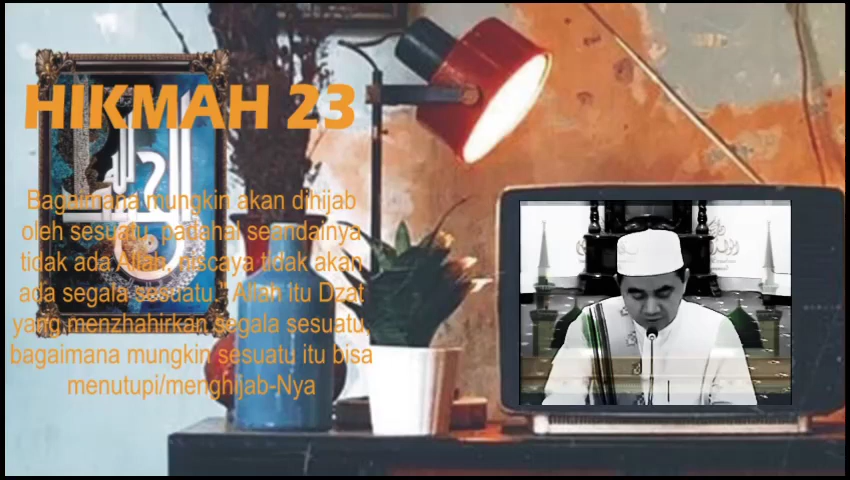 HIKMAH 23
Bagaimana mungkin akan dihijab
oleh sesuatu, padahal seandainya
tidak ada Allah, niscaya tidak akan
ada segala sesuatu." Allah itu Dzat
yang menzhahirkan segala sesuatu,
bagaimana mungkin sesuatu itu bisa
menutupi/menghijab-Nya